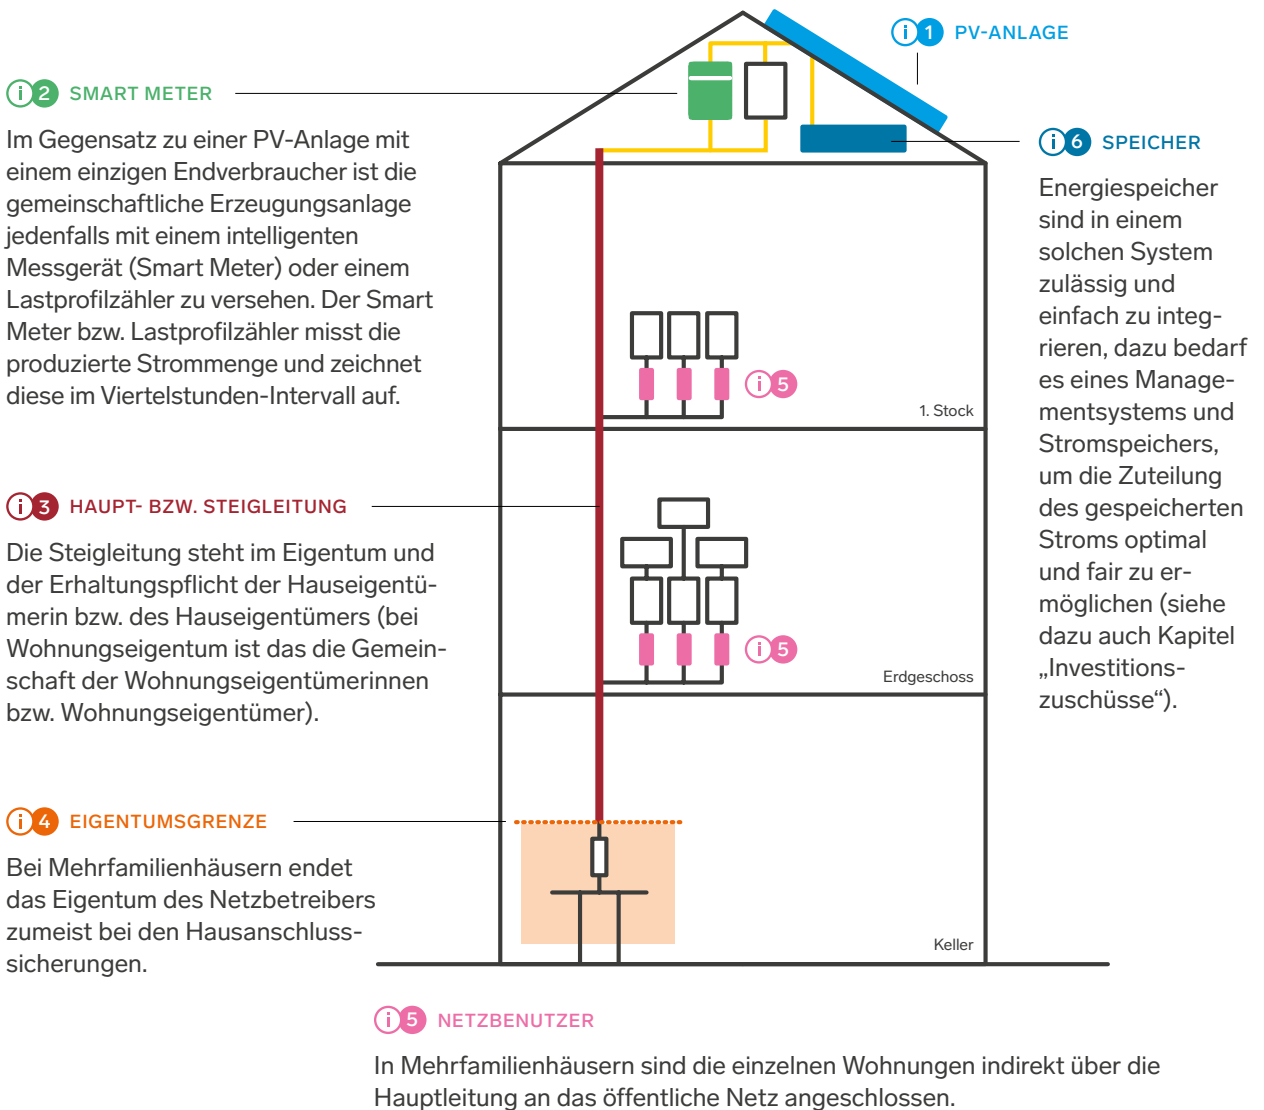 i 1 PV-ANLAGE
i 2 SMART METER
Im Gegensatz zu einer PV-Anlage mit
einem einzigen Endverbraucher ist die
gemeinschaftliche Erzeugungsanlage
jedenfalls mit einem intelligenten
Messgerät (Smart Meter) oder einem
Lastprofilzähler zu versehen. Der Smart
Meter bzw. Lastprofilzähler misst die
produzierte Strommenge und zeichnet
diese im Viertelstunden-Intervall auf.
i 3 HAUPT- BZW. STEIGLEITUNG
Die Steigleitung steht im Eigentum und
der Erhaltungspflicht der Hauseigentü-
merin bzw. des Hauseigentümers (bei
Wohnungseigentum ist das die Gemein-
schaft der Wohnungseigentümerinnen
bzw. Wohnungseigentümer).
i 4 EIGENTUMSGRENZE
Bei Mehrfamilienhäusern endet
das Eigentum des Netzbetreibers
zumeist bei den Hausanschluss-
sicherungen.
i 5
1. Stock
i 5
Erdgeschoss
Keller
i 6 SPEICHER
Energiespeicher
sind in einem
solchen System
zulässig und
einfach zu integ-
rieren, dazu bedarf
es eines Manage-
mentsystems und
Stromspeichers,
um die Zuteilung
des gespeicherten
Stroms optimal
und fair zu er-
möglichen (siehe
dazu auch Kapitel
„Investitions-
zuschüsse“).
i 5 NETZBENUTZER
In Mehrfamilienhäusern sind die einzelnen Wohnungen indirekt über die
Hauptleitung an das öffentliche Netz angeschlossen.